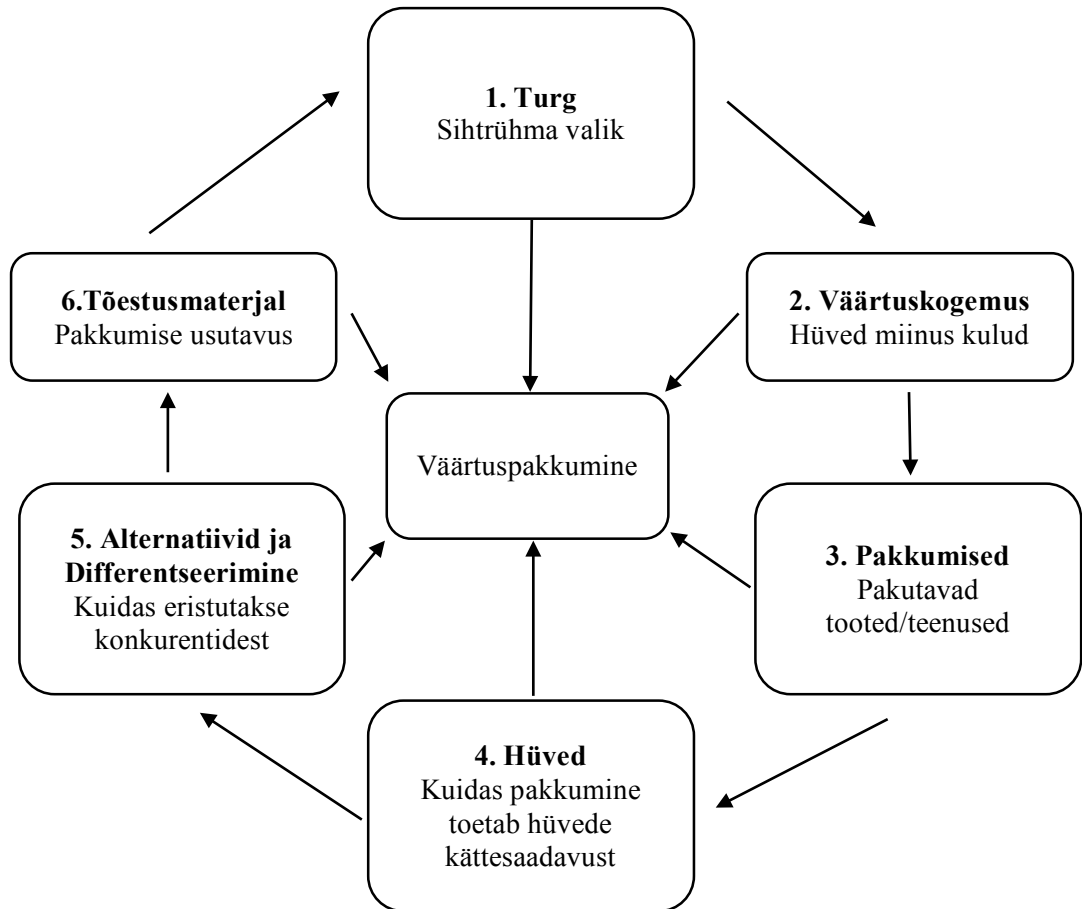 1. Turg
Sihtrühma valik
2. Väärtuskogemus
Hüved miinus kulud
3. Pakkumised
Pakutavad
tooted/teenused
4. Hüved
Kuidas pakkumine
toetab hüvede
kättesaadavust
5. Alternatiivid ja
Differentseerimine
Kuidas eristutakse
konkurentidest
6.Tõestusmaterjal
Pakkumise usutavus
Väärtuspakkumine